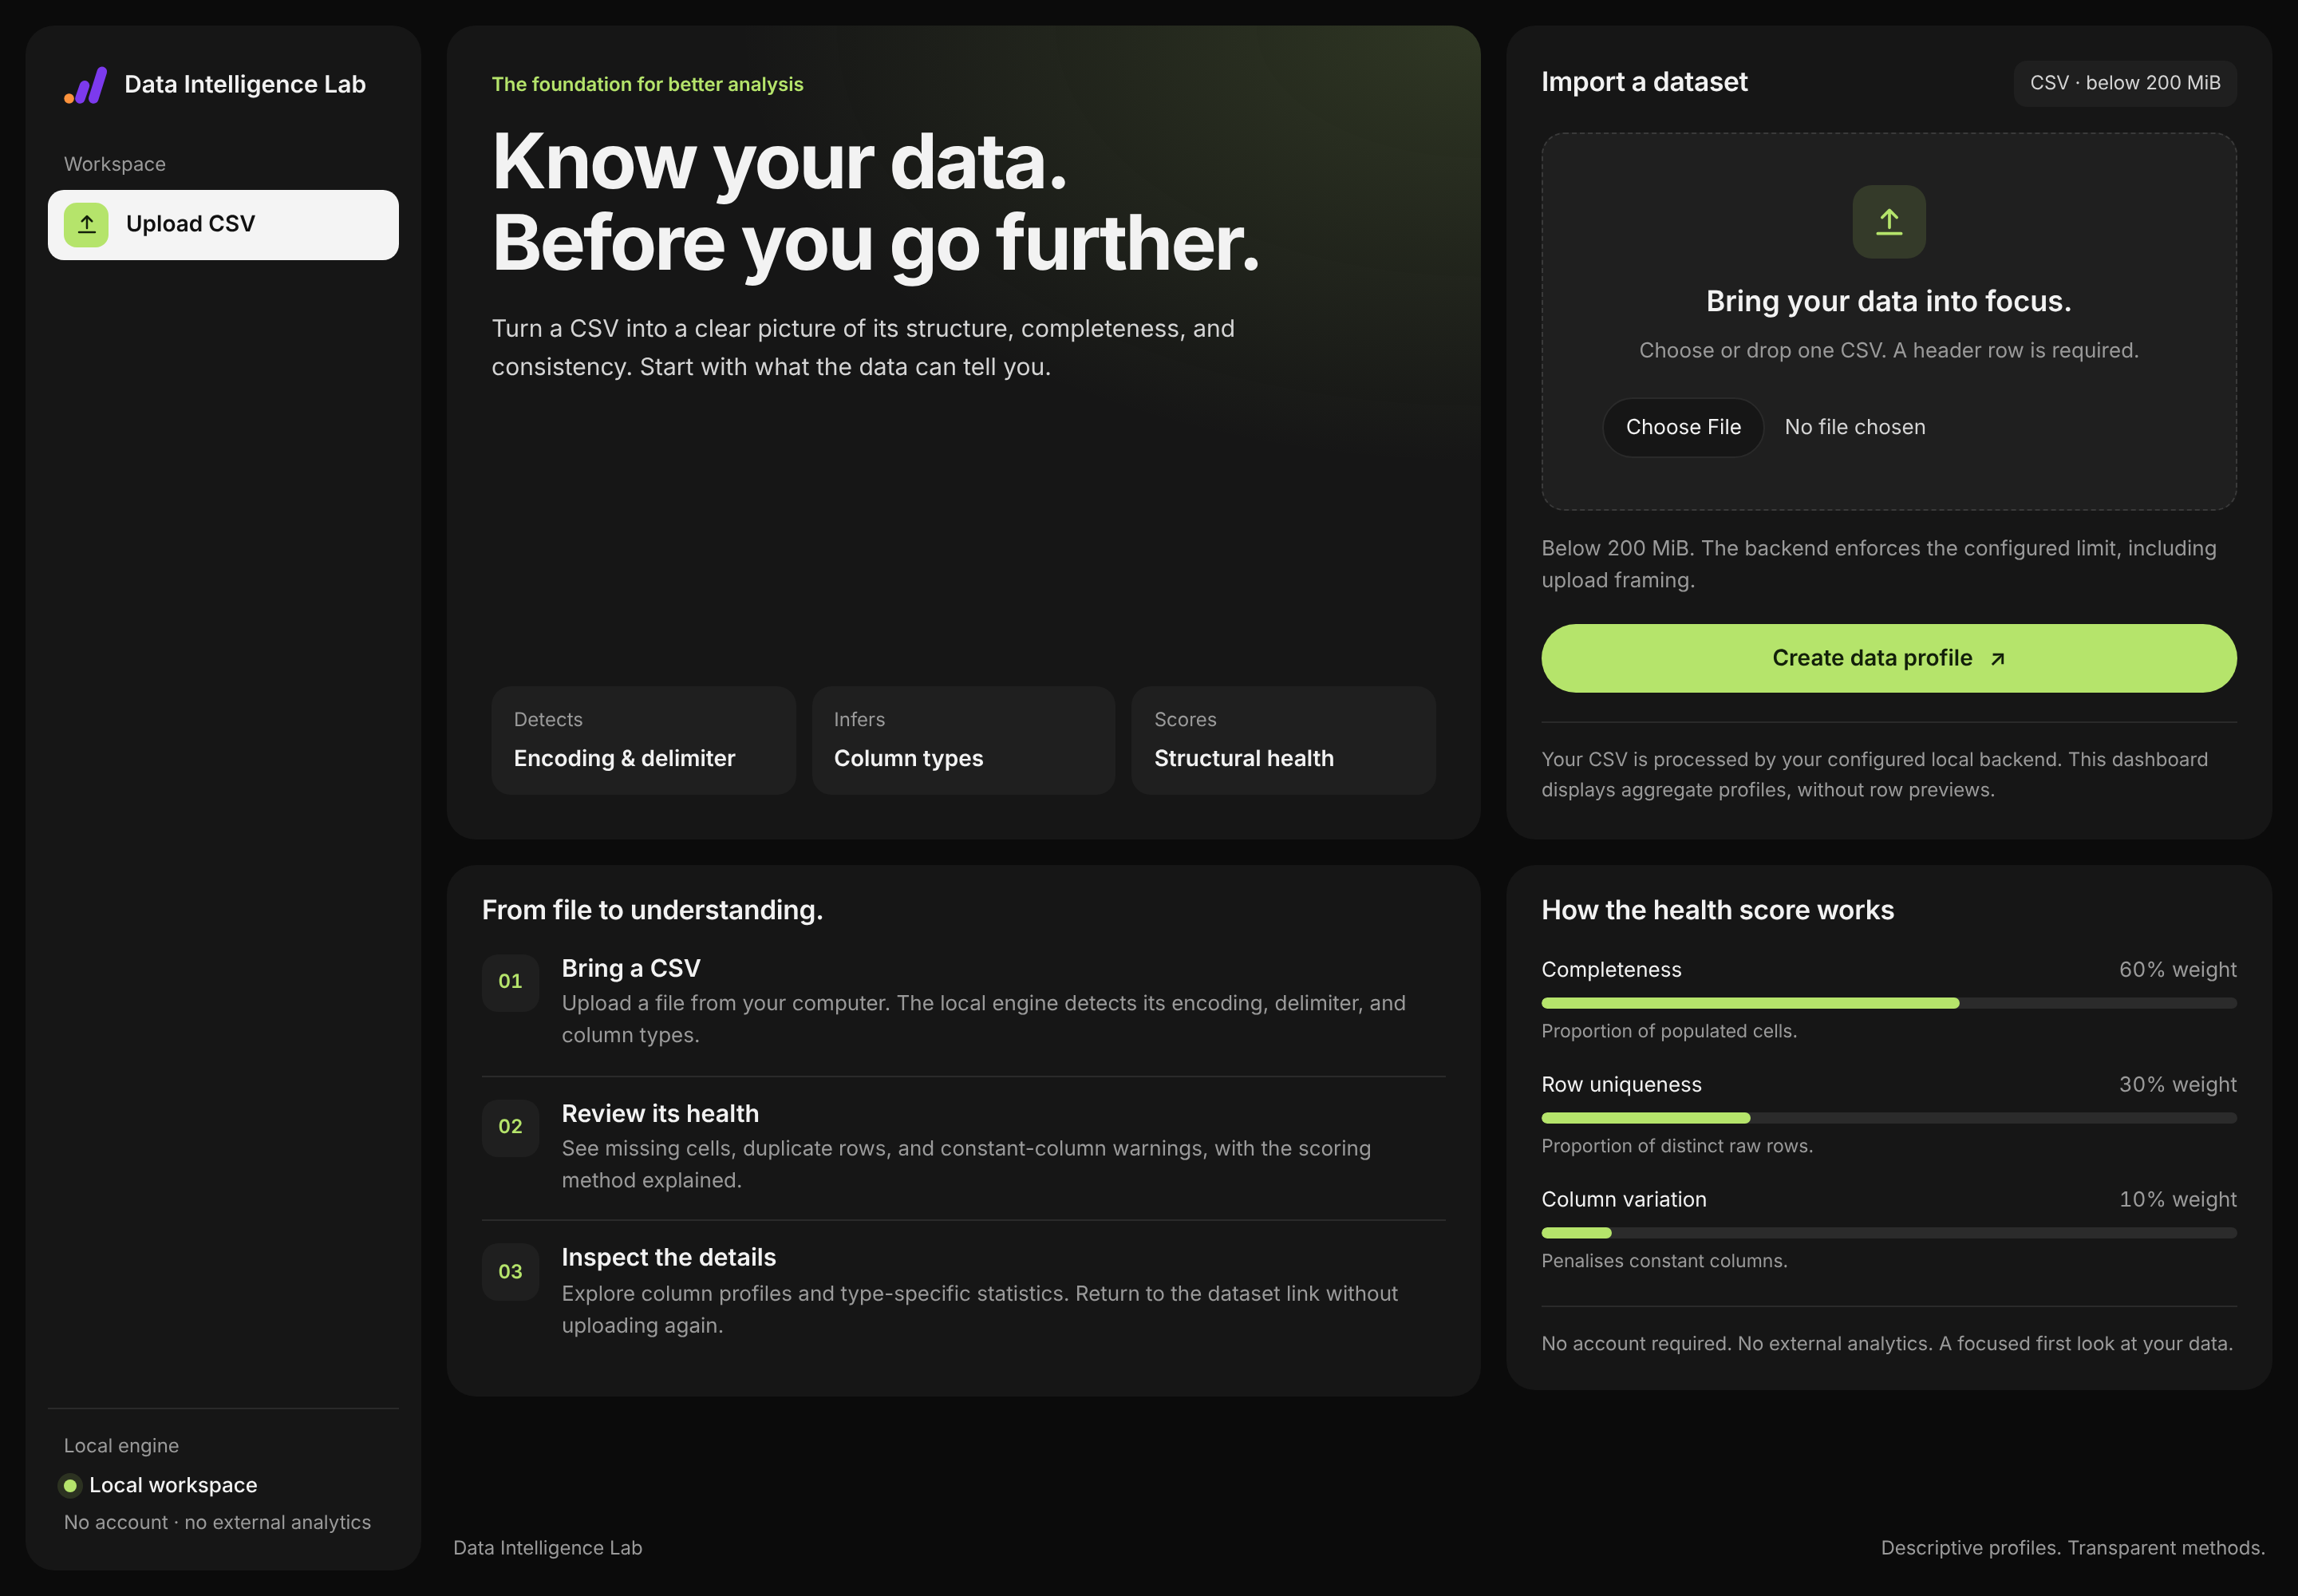 Data Intelligence Lab
Workspace
Upload CSV
Local engine
Local workspace
No account · no external analytics
The foundation for better analysis
Know your data.
Before you go further.
Turn a CSV into a clear picture of its structure, completeness, and
consistency. Start with what the data can tell you.
Detects
Encoding & delimiter
Infers
Column types
Scores
Structural health
Import a dataset
CSV · below 200 MiB
Bring your data into focus.
Choose or drop one CSV. A header row is required.
Choose File No file chosen
Below 200 MiB. The backend enforces the configured limit, including
upload framing.
Create data profile
Your CSV is processed by your configured local backend. This dashboard
displays aggregate profiles, without row previews.
From file to understanding.
01
Bring a CSV
Upload a file from your computer. The local engine detects its encoding, delimiter, and
column types.
02
Review its health
See missing cells, duplicate rows, and constant-column warnings, with the scoring
method explained.
03
Inspect the details
Explore column profiles and type-specific statistics. Return to the dataset link without
uploading again.
How the health score works
Completeness 60% weight
Proportion of populated cells.
Row uniqueness 30% weight
Proportion of distinct raw rows.
Column variation 10% weight
Penalises constant columns.
No account required. No external analytics. A focused first look at your data.
Data Intelligence Lab
Descriptive profiles. Transparent methods.